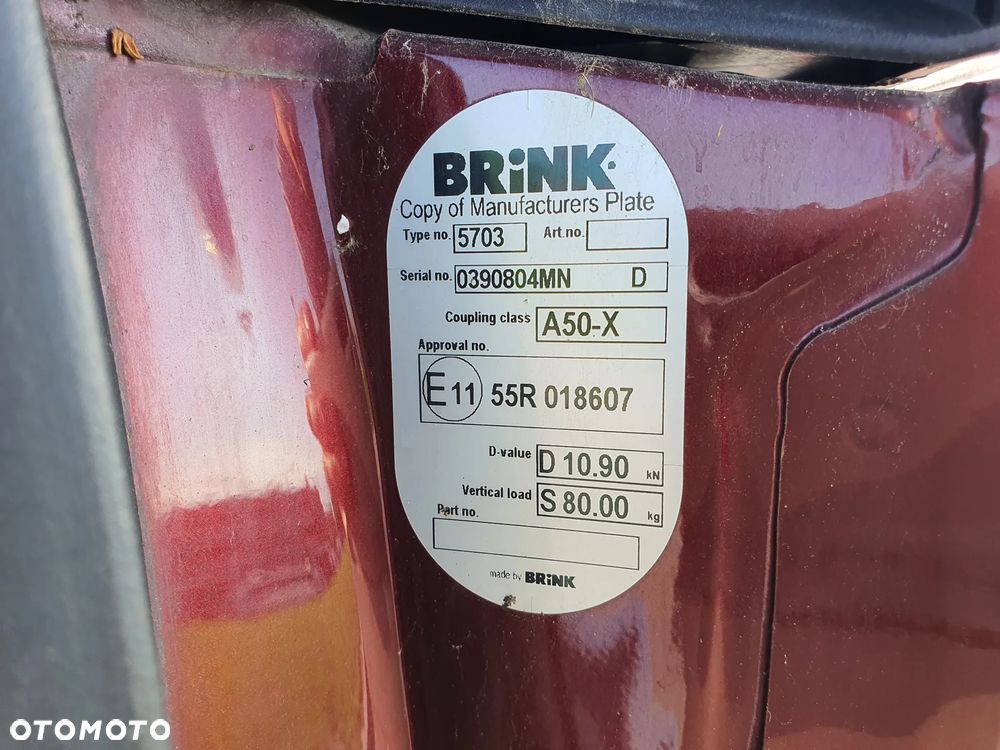 BRiNK
Copy of Manufacturers Plate
Type no. 5703 Art.no.
Serial no. 0390804MN D
Coupling class A50-X
Approval no.
E 11 55R 018607
D-value D 10.90 kN
Vertical load S 80.00 kg
Part no.
made by BRiNK
OTOMOTO